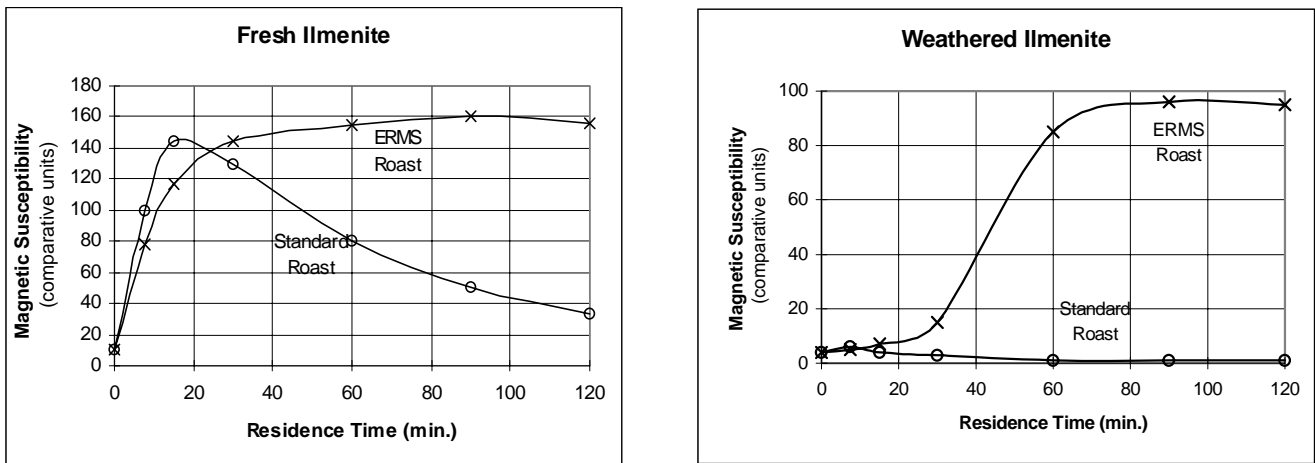 Fresh Ilmenite
Magnetic Susceptibility
(comparative units)
180
160
140
120
100
80
60
40
20
0
ERMS
Roast
Standard
Roast
0 20 40 60 80 100 120
Residence Time (min.)
Weathered Ilmenite
Magnetic Susceptibility
(comparative units)
100
80
60
40
20
0
ERMS
Roast
Standard
Roast
0 20 40 60 80 100 120
Residence Time (min.)